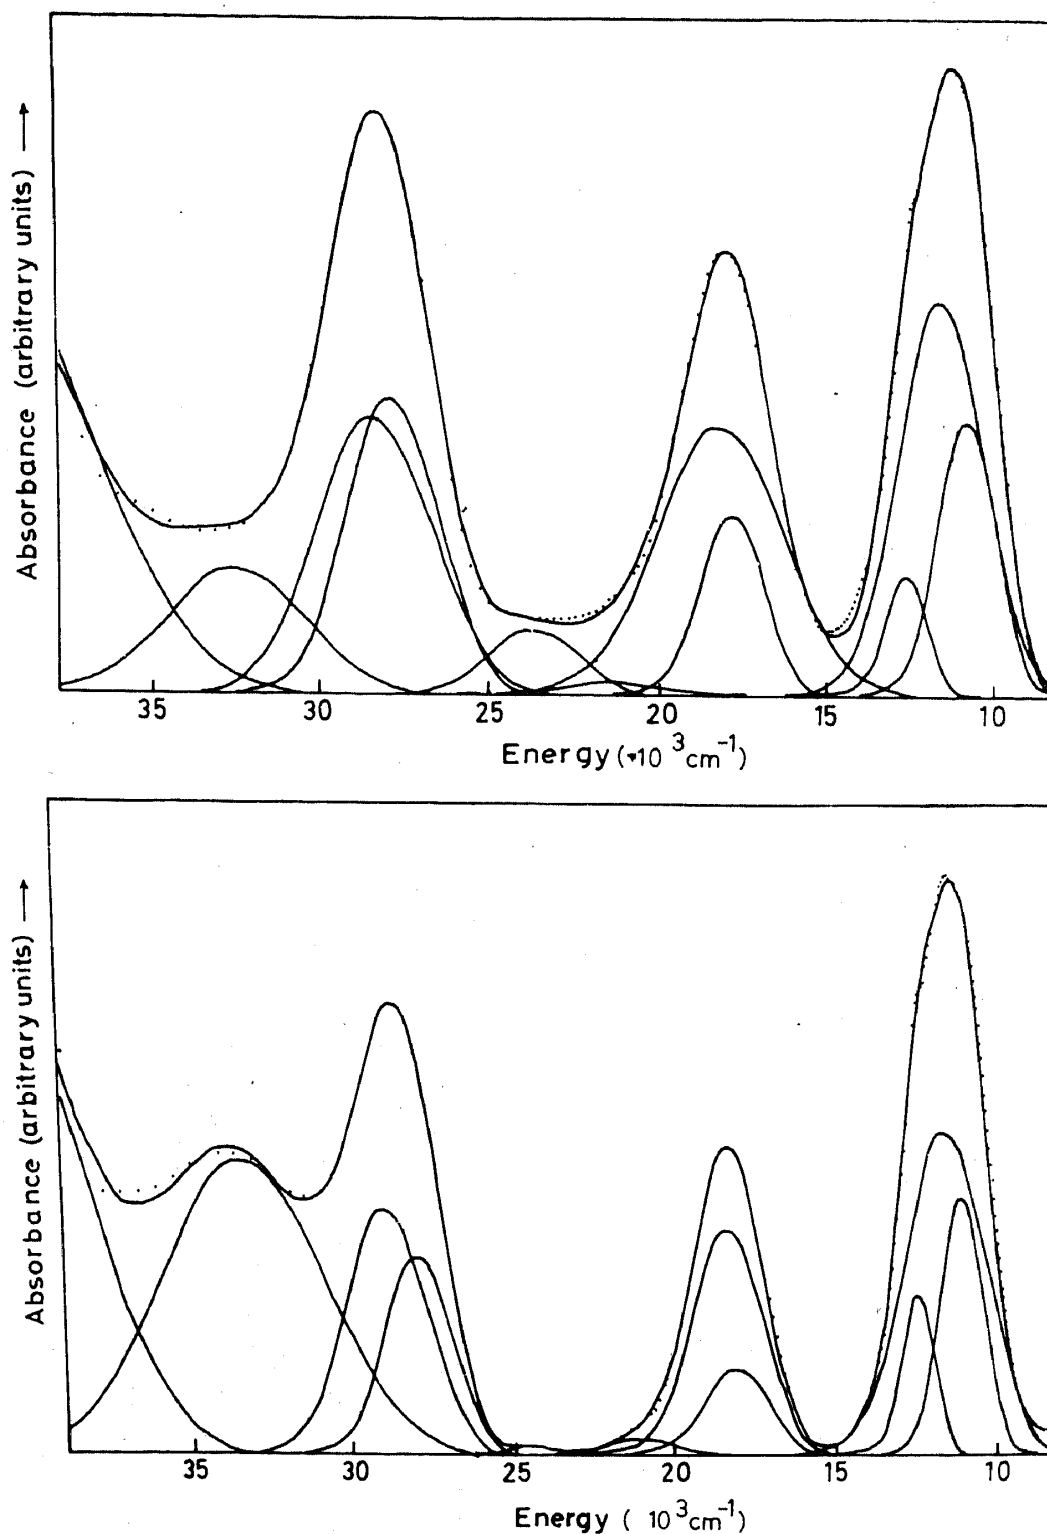 Absorbance (arbitrary units) →
35 30 25 20 15 10
Energy (×10³cm⁻¹)
Absorbance (arbitrary units) →
35 30 25 20 15 10
Energy ( 10³cm⁻¹)